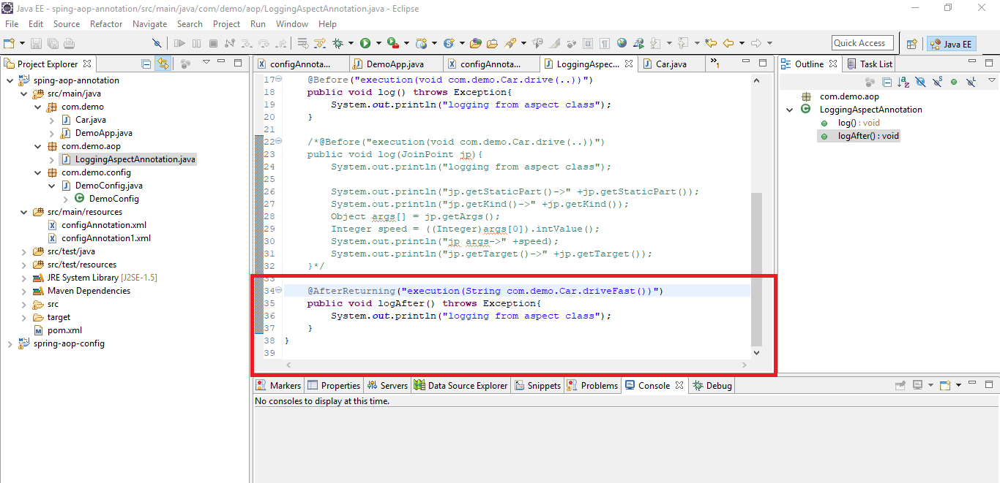 Java EE - sping-aop-annotation/src/main/java/com/demo/aop/LoggingAspectAnnotation.java - Eclipse
File Edit Source Refactor Navigate Search Project Run Window Help
Quick Access Java EE
Project Explorer
sping-aop-annotation
src/main/java
com.demo
Car.java
DemoApp.java
com.demo.aop
LoggingAspectAnnotation.java
com.demo.config
DemoConfig.java
DemoConfig
src/main/resources
configAnnotation.xml
configAnnotation1.xml
src/test/java
src/test/resources
JRE System Library [J2SE-1.5]
Maven Dependencies
src
target
pom.xml
spring-aop-config
configAnnota... DemoApp.java configAnnota... LoggingAspec... Car.java »1
17 @Before("execution(void com.demo.Car.drive(..))")
18 public void log() throws Exception{
19 System.out.println("logging from aspect class");
20 }
21
22 /*@Before("execution(void com.demo.Car.drive(..))")
23 public void log(JoinPoint jp){
24 System.out.println("logging from aspect class");
25
26 System.out.println("jp.getStaticPart()->" +jp.getStaticPart());
27 System.out.println("jp.getKind()->" +jp.getKind());
28 Object args[] = jp.getArgs();
29 Integer speed = ((Integer)args[0]).intValue();
30 System.out.println("jp args->" +speed);
31 System.out.println("jp.getTarget()->" +jp.getTarget());
32 }*/
33
34 @AfterReturning("execution(String com.demo.Car.driveFast())")
35 public void logAfter() throws Exception{
36 System.out.println("logging from aspect class");
37 }
38 }
39
Outline Task List
com.demo.aop
LoggingAspectAnnotation
log() : void
logAfter() : void
Markers Properties Servers Data Source Explorer Snippets Problems Console Debug
No consoles to display at this time.